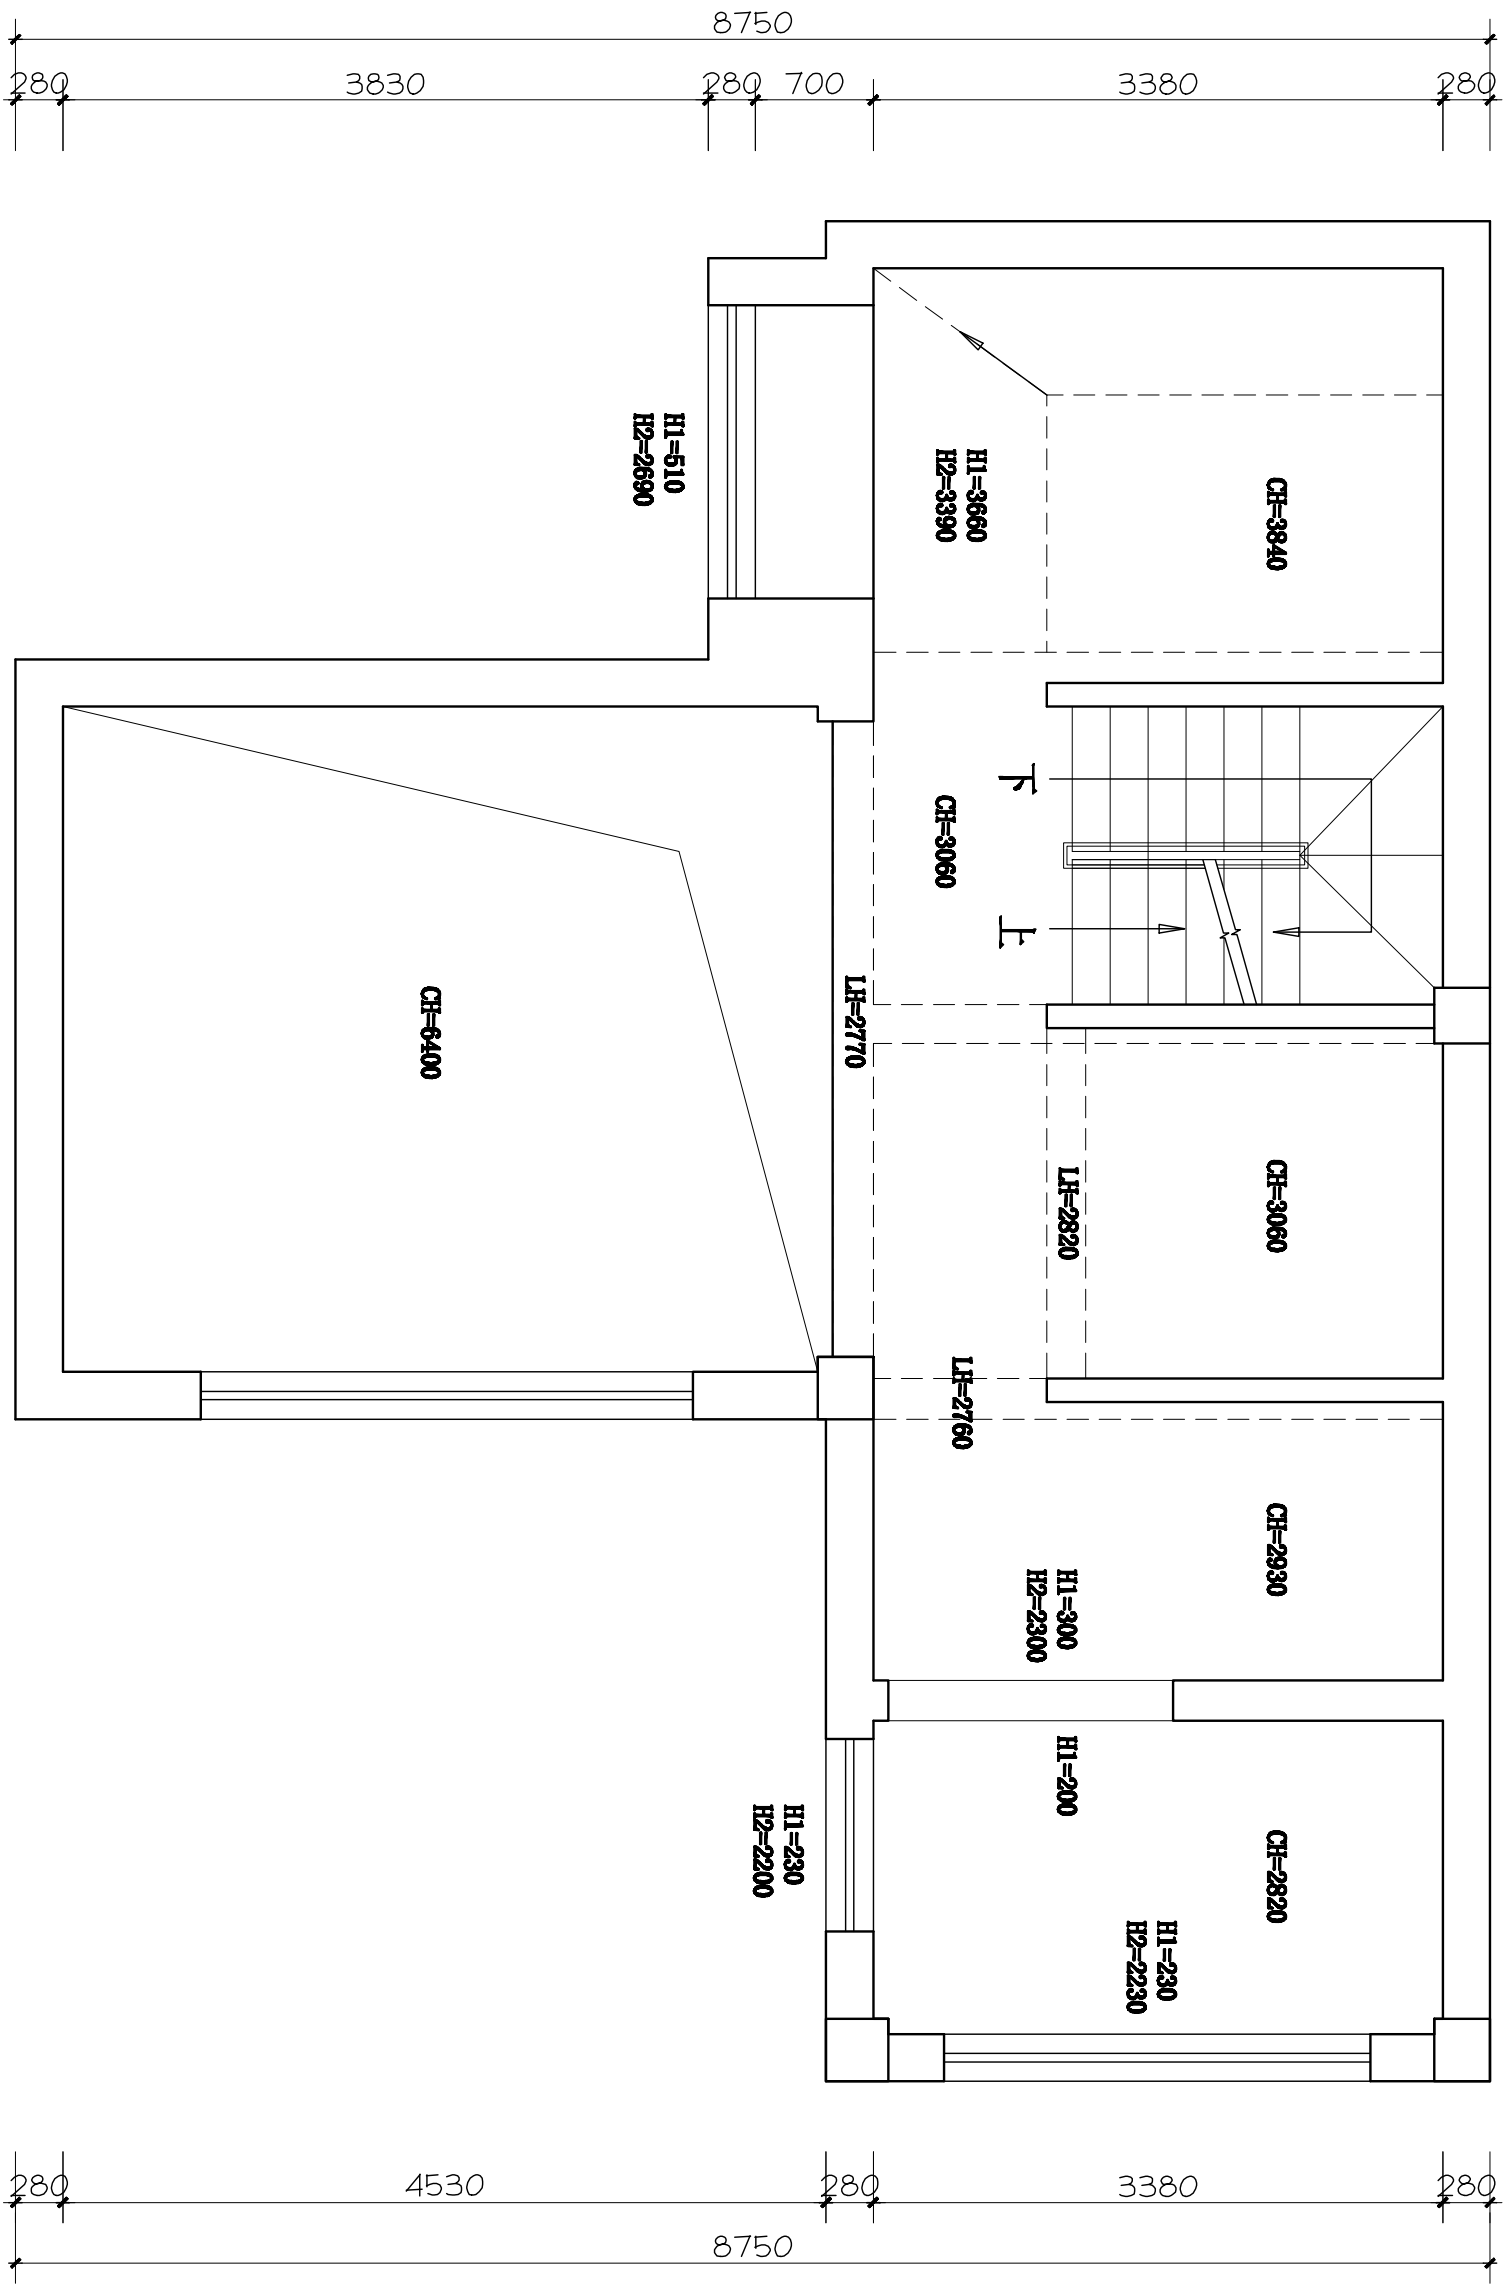 8750
280
3830
280
700
3380
280
H1=510
H2=2690
H1=3660
H2=3390
CH=3840
下
上
CH=3060
LH=2770
CH=6400
LH=2820
CH=3060
LH=2760
CH=2930
H1=300
H2=2300
H1=200
CH=2820
H1=230
H2=2200
H1=230
H2=2230
280
4530
280
3380
280
8750